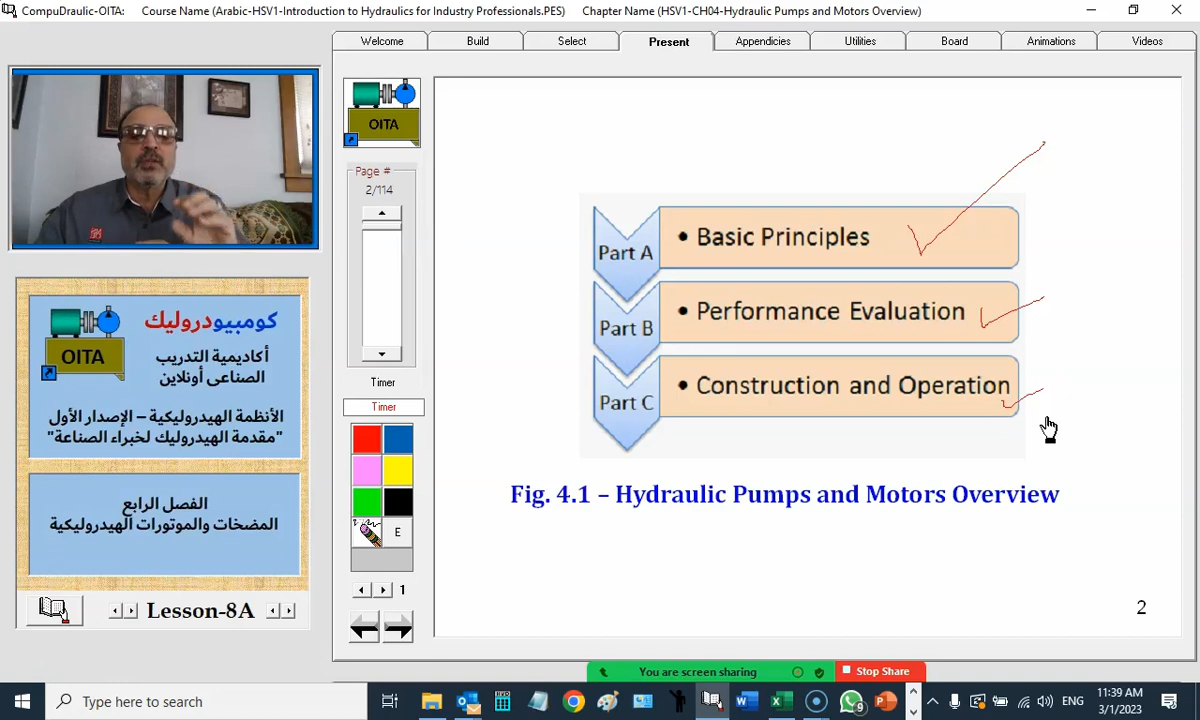 CompuDraulic-OITA: Course Name (Arabic-HSV1-Introduction to Hydraulics for Industry Professionals.PES) Chapter Name (HSV1-CH04-Hydraulic Pumps and Motors Overview)
Welcome Build Select Present Appendicies Utilities Board Animations Videos
OITA
Page #
2/114
Timer
Timer
E
1
كومبيودروليك
OITA
أكاديمية التدريب
الصناعى أونلاين
الأنظمة الهيدروليكية – الإصدار الأول
"مقدمة الهيدروليك لخبراء الصناعة"
الفصل الرابع
المضخات والموتورات الهيدروليكية
Lesson-8A
Part A • Basic Principles
Part B • Performance Evaluation
Part C • Construction and Operation
Fig. 4.1 – Hydraulic Pumps and Motors Overview
2
You are screen sharing Stop Share
Type here to search
9
ENG
11:39 AM
3/1/2023